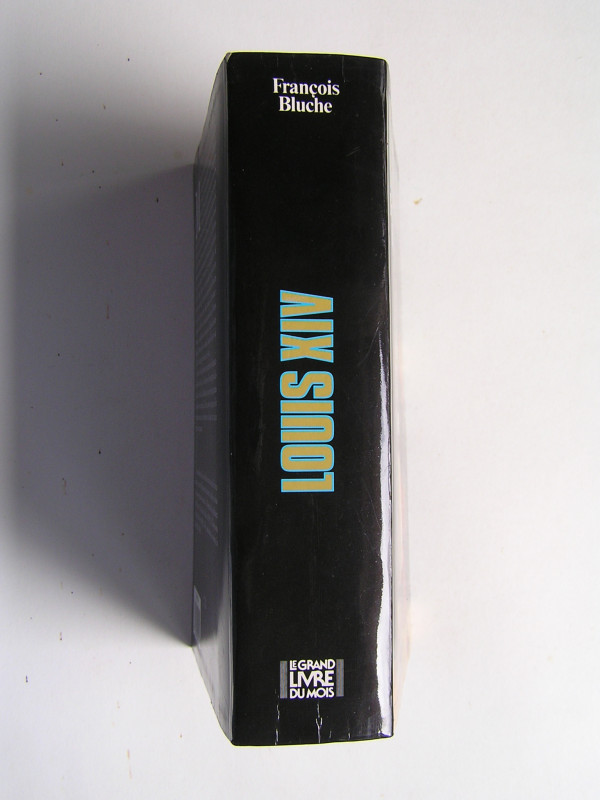 François
Bluche
LOUIS XIV
LE GRAND
LIVRE
DU MOIS